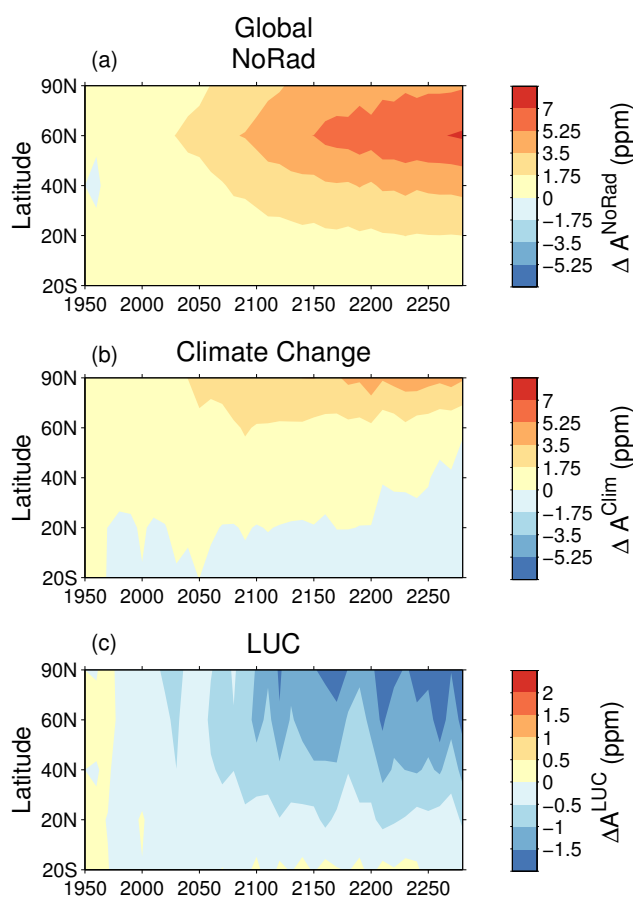 Global
(a) NoRad
90N
60N
40N
20N
20S
Latitude
1950 2000 2050 2100 2150 2200 2250
7
5.25
3.5
1.75
0
−1.75
−3.5
−5.25
Δ A^NoRad (ppm)
(b) Climate Change
90N
60N
40N
20N
20S
Latitude
1950 2000 2050 2100 2150 2200 2250
7
5.25
3.5
1.75
0
−1.75
−3.5
−5.25
Δ A^Clim (ppm)
(c) LUC
90N
60N
40N
20N
20S
Latitude
1950 2000 2050 2100 2150 2200 2250
2
1.5
1
0.5
0
−0.5
−1
−1.5
ΔA^LUC (ppm)